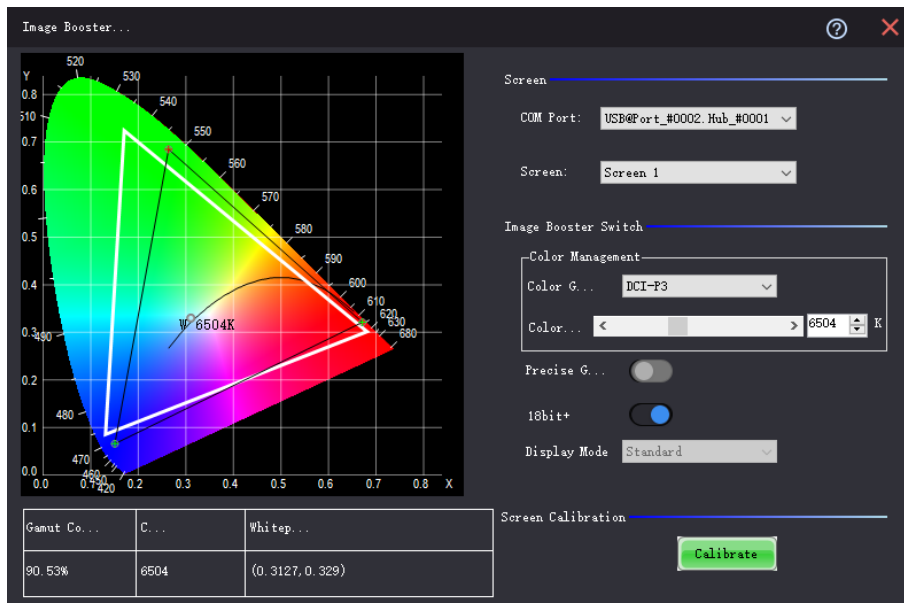 Image Booster...
520
Y
530
0.8
540
510
550
0.7
560
0.6
570
0.5
580
590
0.4
600
610
0.3
W 6504K
620
630
490
680
0.2
480
0.1
470
460
0.0
420
0.0
0.2
0.3
0.4
0.5
0.6
0.7
0.8
X
Gamut Co...
C...
Whitep...
90.53%
6504
(0.3127,0.329)
Screen
COM Port: USB@Port_#0002.Hub_#0001
Screen: Screen 1
Image Booster Switch
Color Management
Color G... DCI-P3
Color... < > 6504 K
Precise G...
18bit+
Display Mode Standard
Screen Calibration
Calibrate